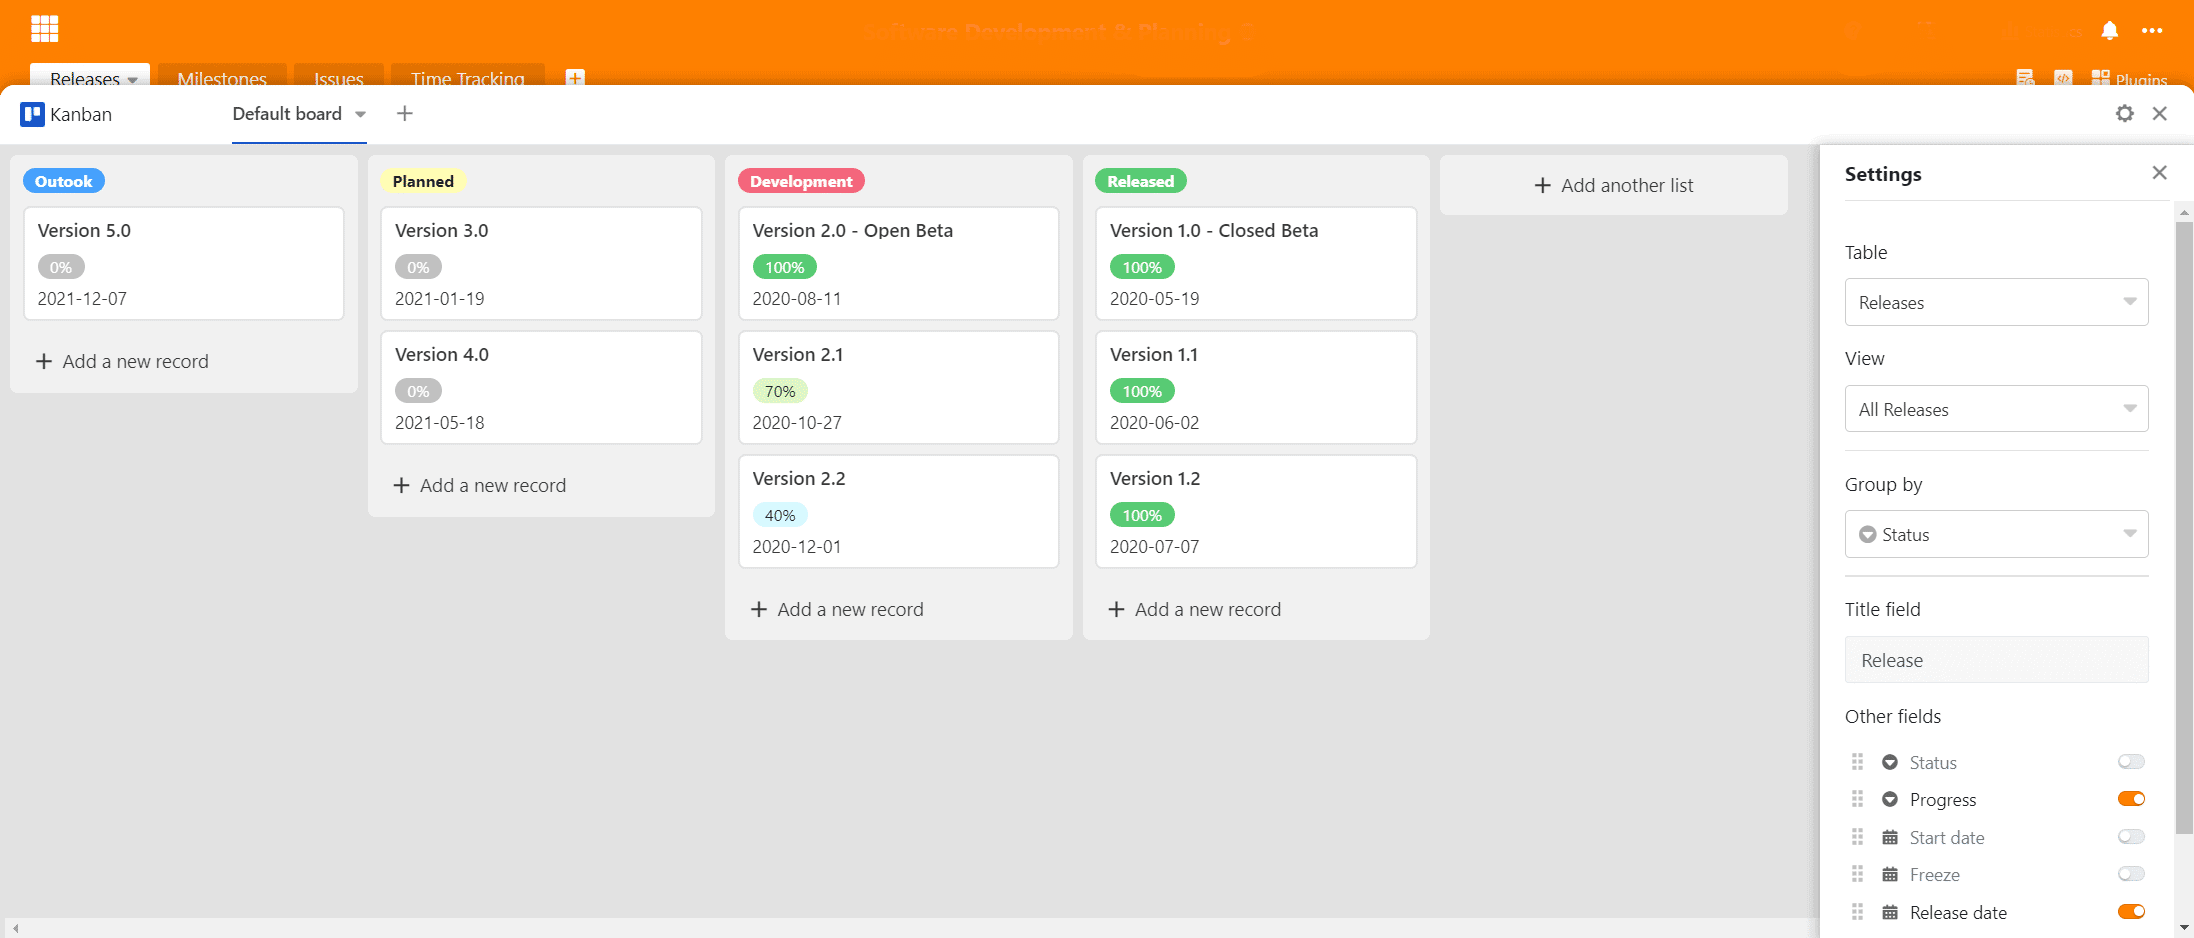 Software Development & Planning
Releases
Milestones
Issues
Time Tracking
Plugins
Kanban
Default board
Outook
Version 5.0
0%
2021-12-07
Add a new record
Planned
Version 3.0
0%
2021-01-19
Version 4.0
0%
2021-05-18
Add a new record
Development
Version 2.0 - Open Beta
100%
2020-08-11
Version 2.1
70%
2020-10-27
Version 2.2
40%
2020-12-01
Add a new record
Released
Version 1.0 - Closed Beta
100%
2020-05-19
Version 1.1
100%
2020-06-02
Version 1.2
100%
2020-07-07
Add a new record
Add another list
Settings
Table
Releases
View
All Releases
Group by
Status
Title field
Release
Other fields
Status
Progress
Start date
Freeze
Release date